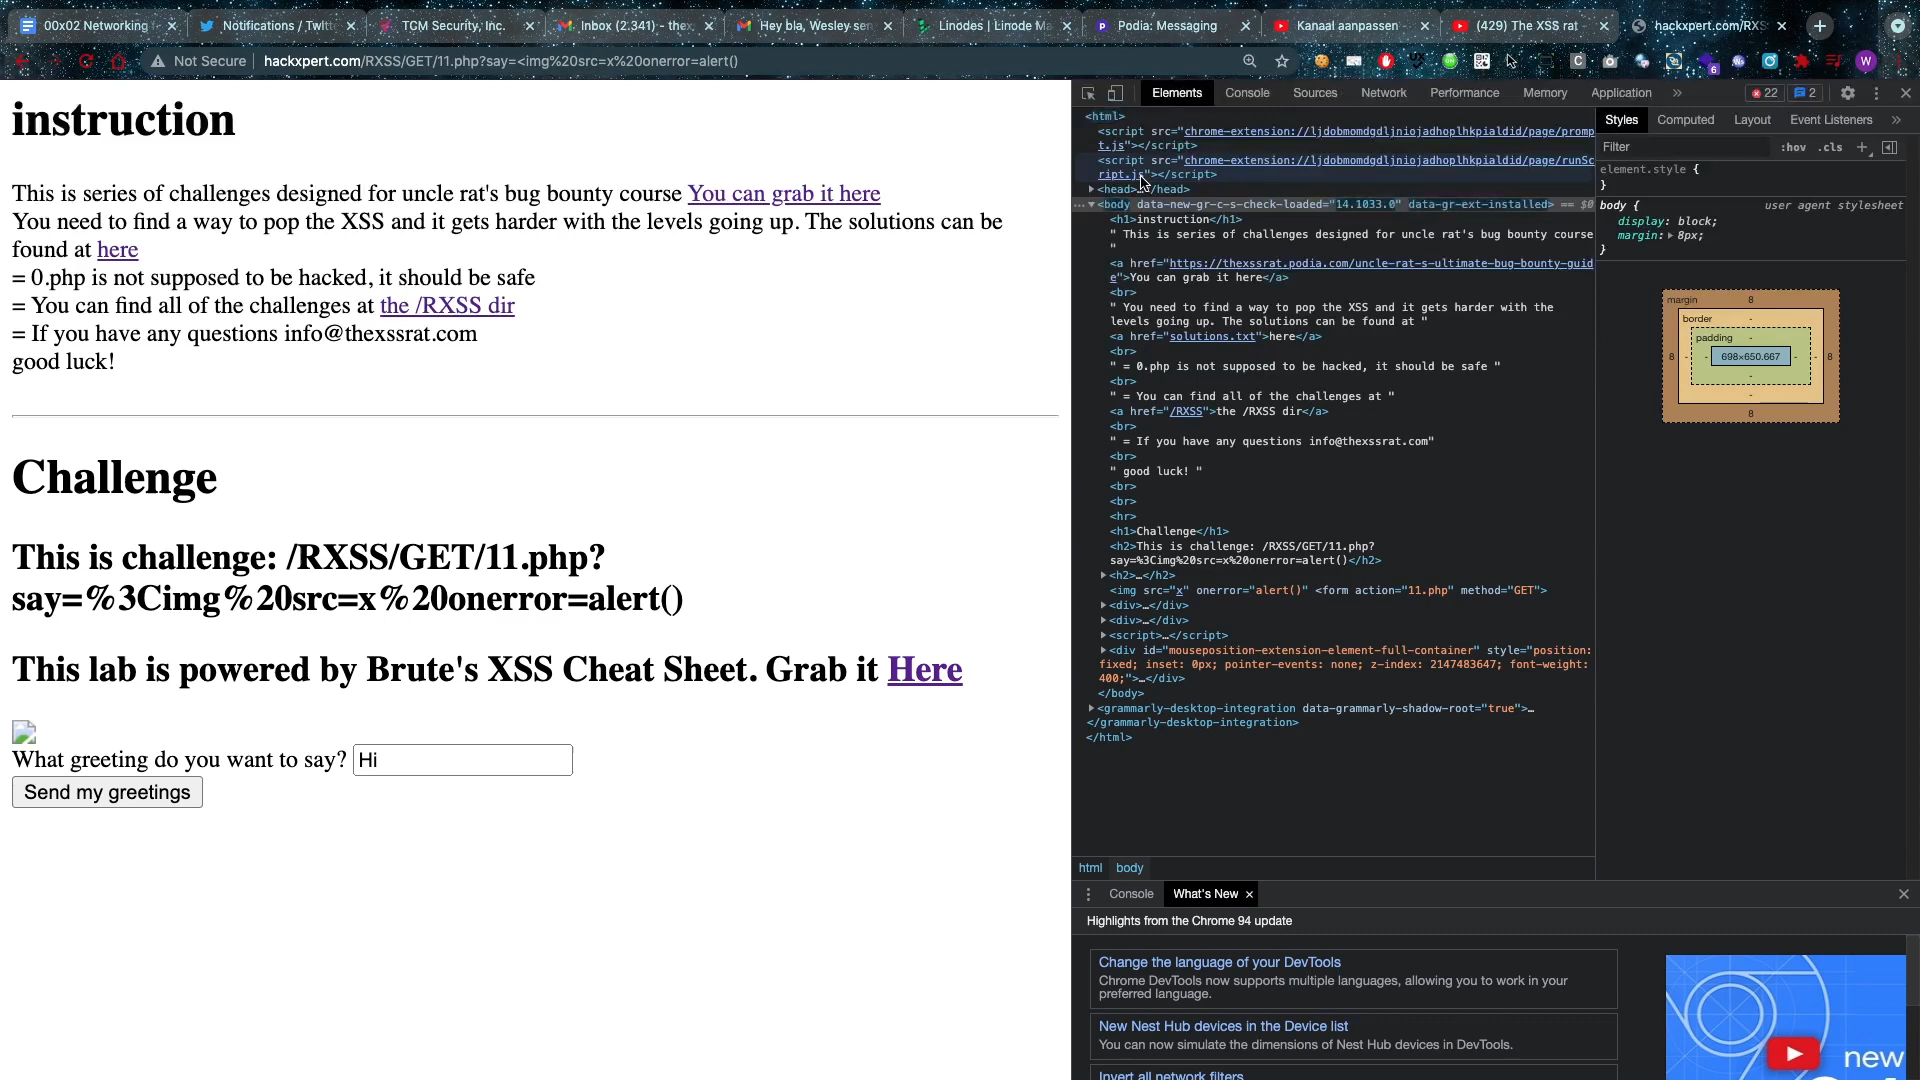 00x02 Networking f
Notifications / Twitt
TCM Security, Inc.
Inbox (2.341) - thex
Hey bla, Wesley sen
Linodes | Linode Ma
Podia: Messaging
Kanaal aanpassen -
(429) The XSS rat
hackxpert.com/RXS
Not Secure
hackxpert.com/RXSS/GET/11.php?say=<img%20src=x%20onerror=alert()
instruction
This is series of challenges designed for uncle rat's bug bounty course You can grab it here
You need to find a way to pop the XSS and it gets harder with the levels going up. The solutions can be
found at here
= 0.php is not supposed to be hacked, it should be safe
= You can find all of the challenges at the /RXSS dir
= If you have any questions info@thexssrat.com
good luck!
Challenge
This is challenge: /RXSS/GET/11.php?
say=%3Cimg%20src=x%20onerror=alert()
This lab is powered by Brute's XSS Cheat Sheet. Grab it Here
What greeting do you want to say? Hi
Send my greetings
Elements Console Sources Network Performance Memory Application » 22 2
<html>
<script src="chrome-extension://ljdobmomdgdljniojadhoplhkpialdid/page/promp
t.js"></script>
<script src="chrome-extension://ljdobmomdgdljniojadhoplhkpialdid/page/runSc
ript.js"></script>
<head>…</head>
<body data-new-gr-c-s-check-loaded="14.1033.0" data-gr-ext-installed> == $0
<h1>instruction</h1>
" This is series of challenges designed for uncle rat's bug bounty course
"
<a href="https://thexssrat.podia.com/uncle-rat-s-ultimate-bug-bounty-guid
e">You can grab it here</a>
<br>
" You need to find a way to pop the XSS and it gets harder with the
levels going up. The solutions can be found at "
<a href="solutions.txt">here</a>
<br>
" = 0.php is not supposed to be hacked, it should be safe "
<br>
" = You can find all of the challenges at "
<a href="/RXSS">the /RXSS dir</a>
<br>
" = If you have any questions info@thexssrat.com"
<br>
" good luck! "
<br>
<br>
<hr>
<h1>Challenge</h1>
<h2>This is challenge: /RXSS/GET/11.php?
say=%3Cimg%20src=x%20onerror=alert()</h2>
<h2>…</h2>
<img src="x" onerror="alert()" <form action="11.php" method="GET">
<div>…</div>
<div>…</div>
<script>…</script>
<div id="mouseposition-extension-element-full-container" style="position:
fixed; inset: 0px; pointer-events: none; z-index: 2147483647; font-weight:
400;">…</div>
</body>
<grammarly-desktop-integration data-grammarly-shadow-root="true">…
</grammarly-desktop-integration>
</html>
html body
Styles Computed Layout Event Listeners »
Filter :hov .cls
element.style {
}
body { user agent stylesheet
display: block;
margin: 8px;
}
margin 8
border -
padding -
8 - - 698×650.667 - - 8
-
-
8
Console What's New
Highlights from the Chrome 94 update
Change the language of your DevTools
Chrome DevTools now supports multiple languages, allowing you to work in your
preferred language.
New Nest Hub devices in the Device list
You can now simulate the dimensions of Nest Hub devices in DevTools.
Invert all network filters
new